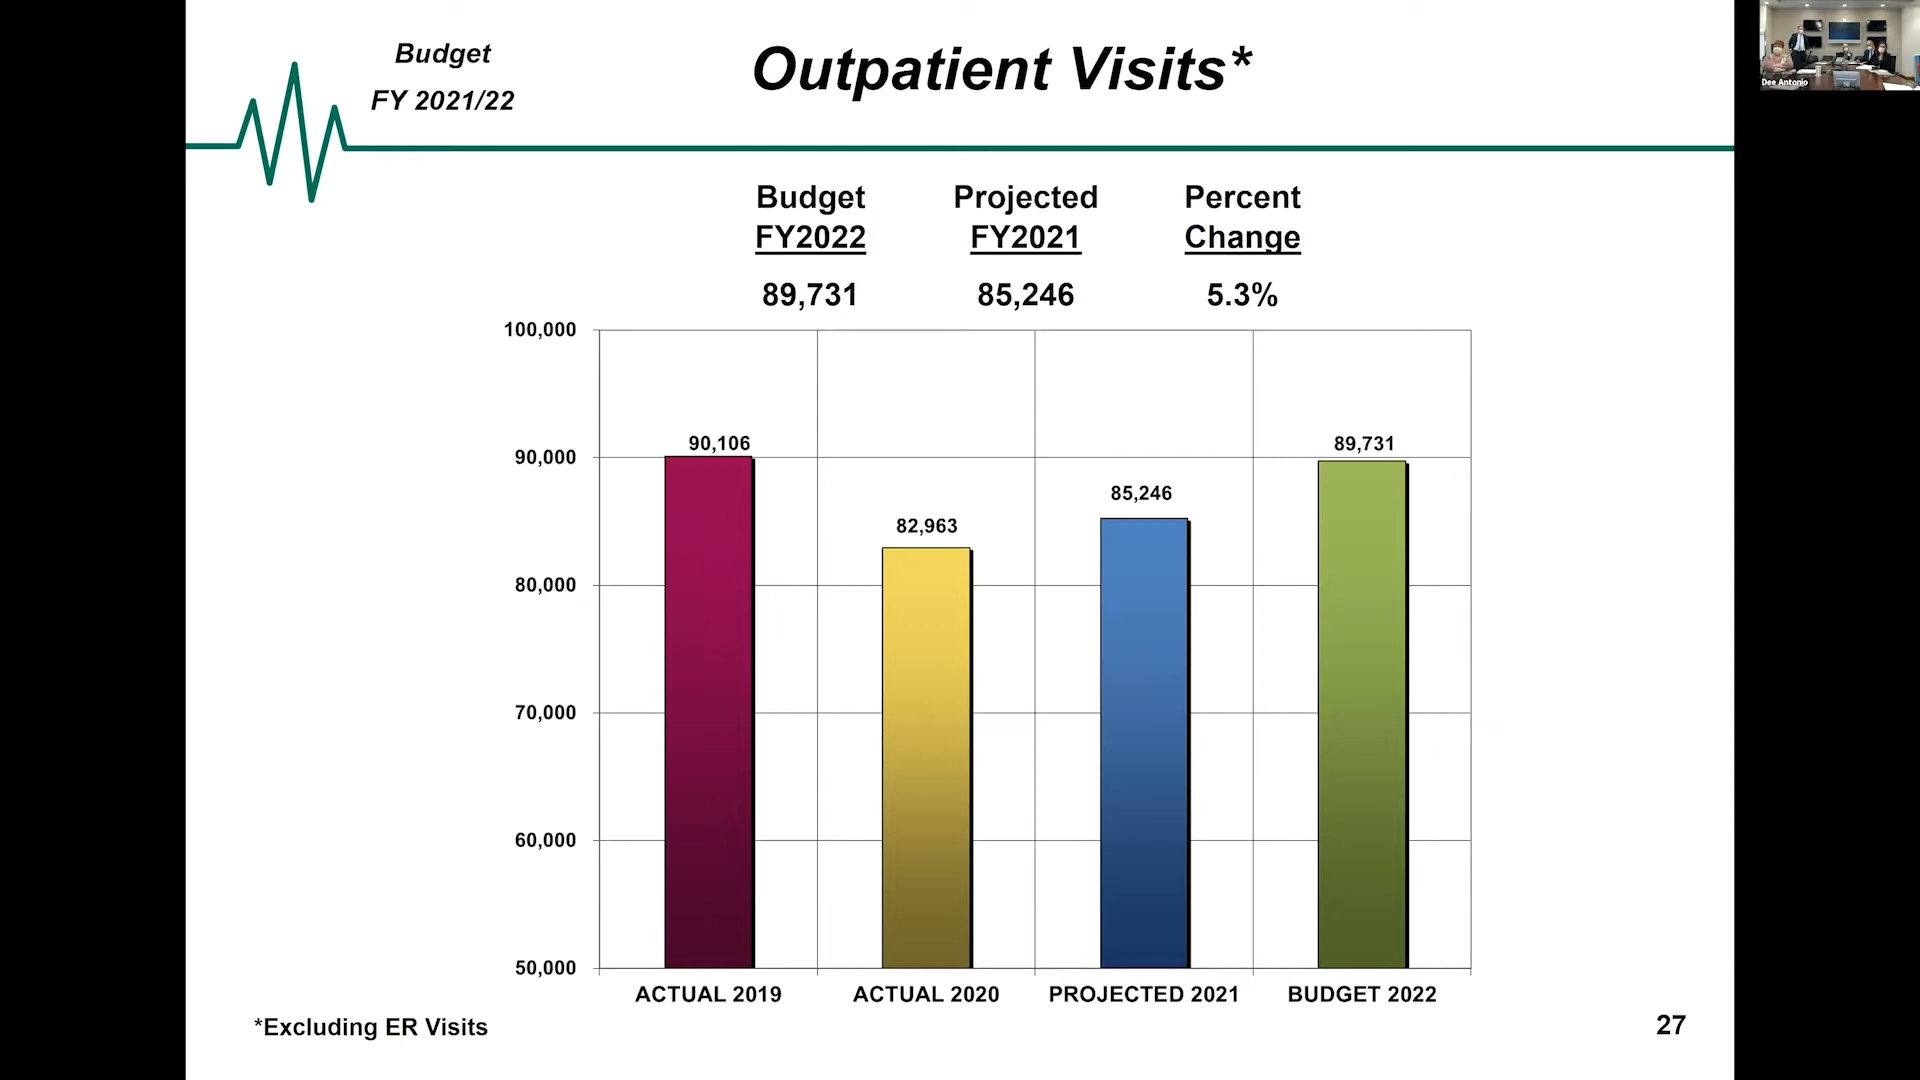 Budget
FY 2021/22
Outpatient Visits*
Dee Antonio
Budget Projected Percent
FY2022 FY2021 Change
89,731 85,246 5.3%
100,000
90,000
80,000
70,000
60,000
50,000
90,106
82,963
85,246
89,731
ACTUAL 2019 ACTUAL 2020 PROJECTED 2021 BUDGET 2022
*Excluding ER Visits
27